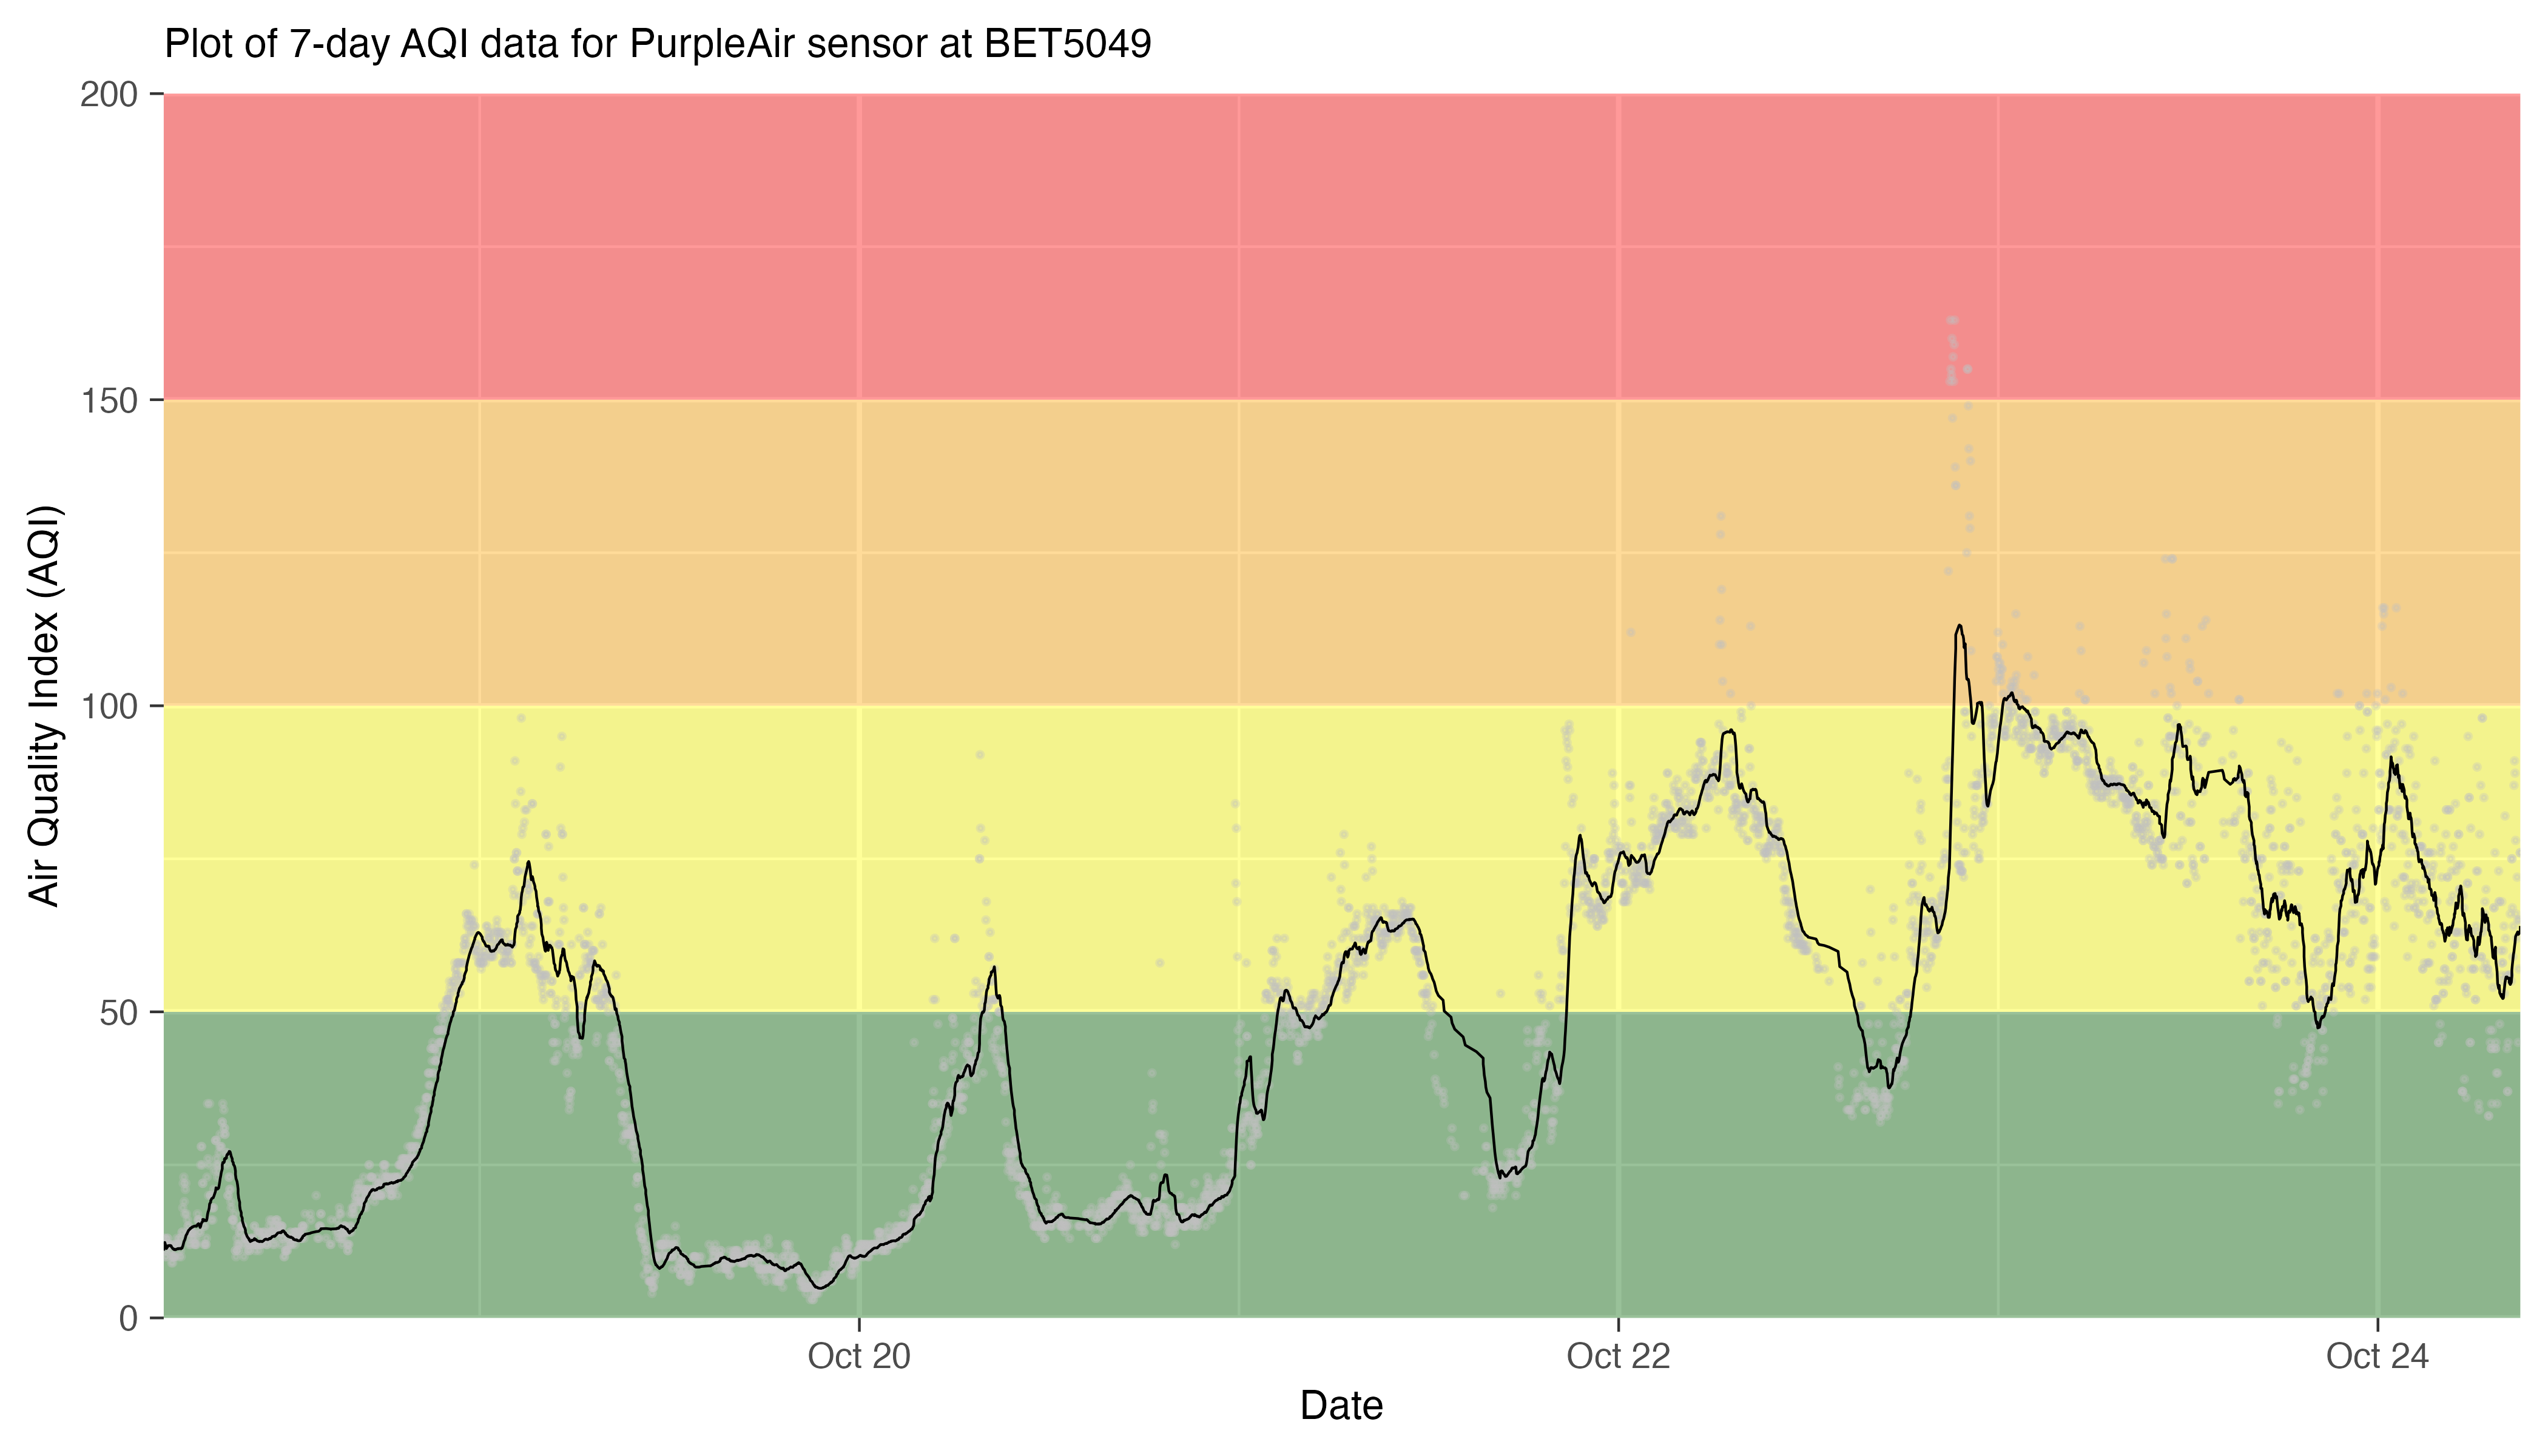 Plot of 7-day AQI data for PurpleAir sensor at BET5049
200
150
100
50
0
Air Quality Index (AQI)
Oct 20
Oct 22
Oct 24
Date